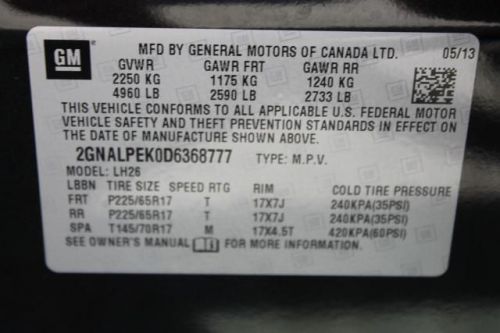 GM
MFD BY GENERAL MOTORS OF CANADA LTD. 05/13
GVWR GAWR FRT GAWR RR
2250 KG 1175 KG 1240 KG
4960 LB 2590 LB 2733 LB
THIS VEHICLE CONFORMS TO ALL APPLICABLE U.S. FEDERAL MOTOR
VEHICLE SAFETY AND THEFT PREVENTION STANDARDS IN EFFECT ON
THE DATE OF MANUFACTURE SHOWN ABOVE.
2GNALPEK0D6368777 TYPE: M.P.V.
MODEL: LH26
LBBN TIRE SIZE SPEED RTG RIM COLD TIRE PRESSURE
FRT P225/65R17 T 17X7J 240KPA(35PSI)
RR P225/65R17 T 17X7J 240KPA(35PSI)
SPA T145/70R17 M 17X4.5T 420KPA(60PSI)
SEE OWNER'S MANUAL FOR MORE INFORMATION.